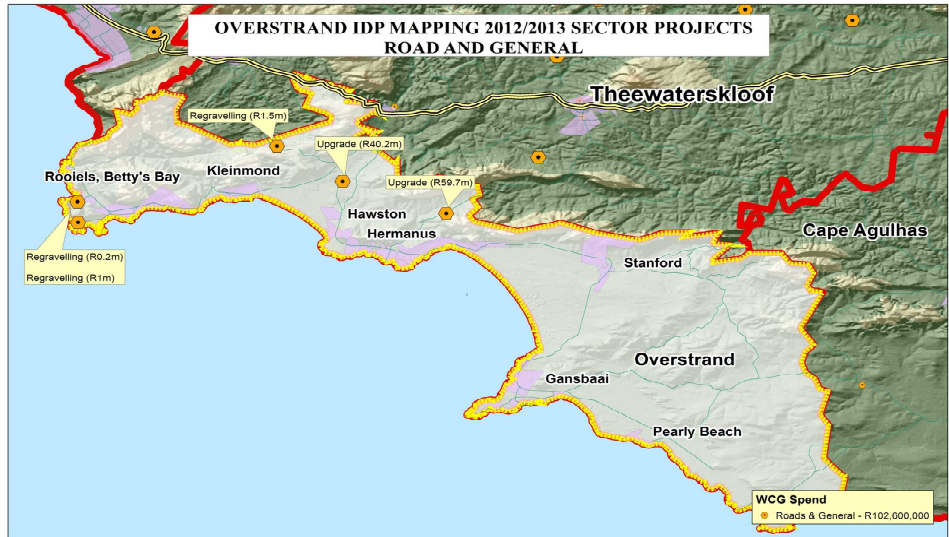 OVERSTRAND IDP MAPPING 2012/2013 SECTOR PROJECTS
ROAD AND GENERAL
Theewaterskloof
Regravelling (R1.5m)
Upgrade (R40.2m)
Kleinmond
Rooiels, Betty's Bay
Upgrade (R59.7m)
Hawston
Hermanus
Cape Agulhas
Regravelling (R0.2m)
Regravelling (R1m)
Stanford
Overstrand
Gansbaai
Pearly Beach
WCG Spend
Roads & General - R102,600,000